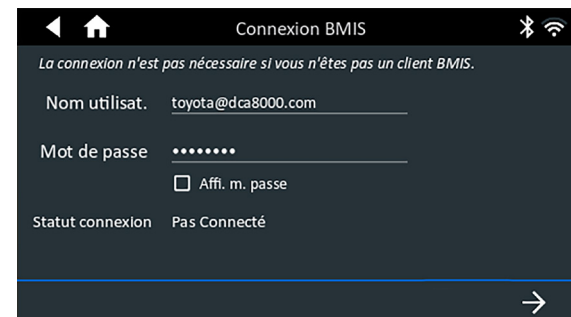 Connexion BMIS
La connexion n'est pas nécessaire si vous n'êtes pas un client BMIS.
Nom utilisat. toyota@dca8000.com
Mot de passe ••••••••
Affi. m. passe
Statut connexion Pas Connecté